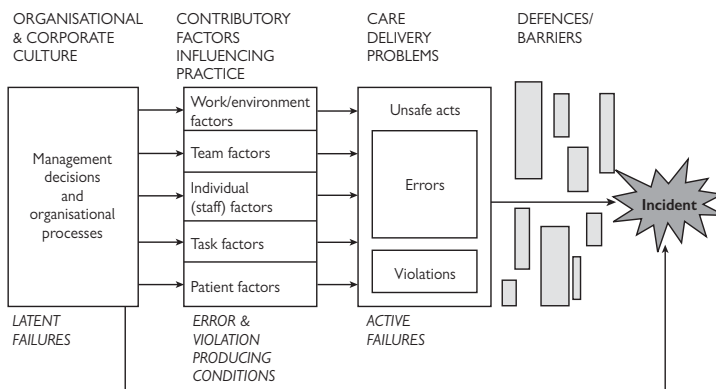 ORGANISATIONAL
& CORPORATE
CULTURE
CONTRIBUTORY
FACTORS
INFLUENCING
PRACTICE
CARE
DELIVERY
PROBLEMS
DEFENCES/
BARRIERS
Management
decisions
and
organisational
processes
Work/environment
factors
Team factors
Individual
(staff) factors
Task factors
Patient factors
Unsafe acts
Errors
Violations
Incident
LATENT
FAILURES
ERROR &
VIOLATION
PRODUCING
CONDITIONS
ACTIVE
FAILURES